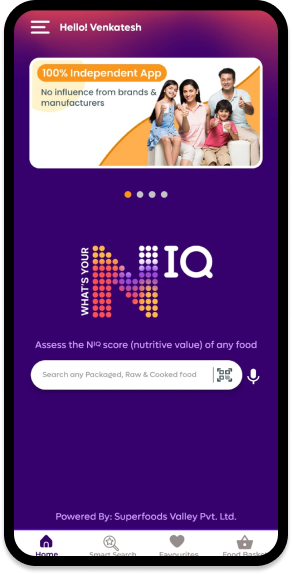 Hello! Venkatesh
100% Independent App
No influence from brands &
manufacturers
WHAT'S YOUR
NIQ
Assess the NIQ score (nutritive value) of any food
Search any Packaged, Raw & Cooked food
Powered By: Superfoods Valley Pvt. Ltd.
Home Smart Search Favourites Food Basket